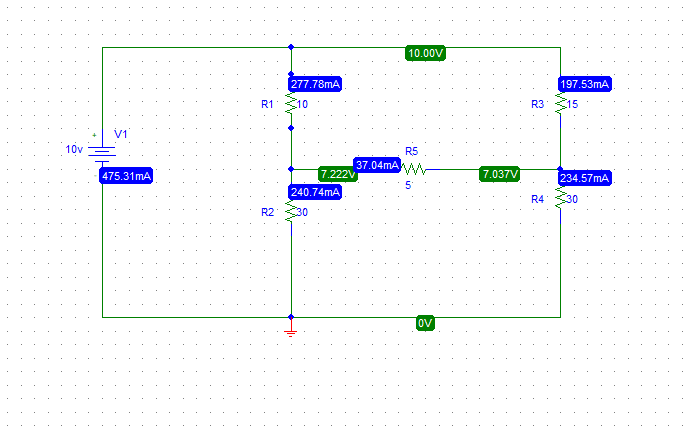 10.00V
277.78mA
197.53mA
R1 10
R3 15
+
V1
10v
R5
475.31mA
7.222V
37.04mA
7.037V
234.57mA
5
240.74mA
R2 30
R4 30
0V